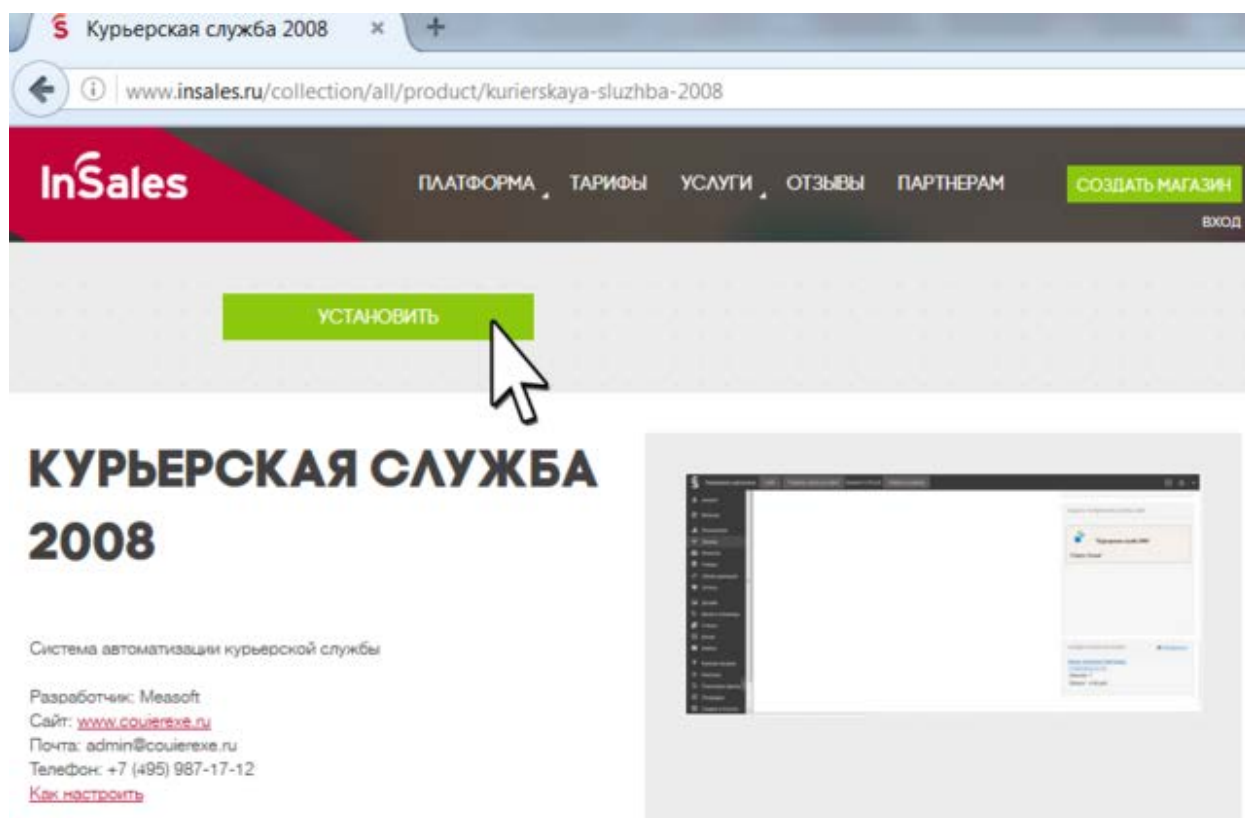 Курьерская служба 2008
www.insales.ru/collection/all/product/kurierskaya-sluzhba-2008
InSales
ПЛАТФОРМА ТАРИФЫ УСЛУГИ ОТЗЫВЫ ПАРТНЕРАМ СОЗДАТЬ МАГАЗИН
ВХОД
УСТАНОВИТЬ
КУРЬЕРСКАЯ СЛУЖБА
2008
Система автоматизации курьерской службы
Разработчик: Measoft
Сайт: www.couierexe.ru
Почта: admin@couierexe.ru
Телефон: +7 (495) 987-17-12
Как настроить